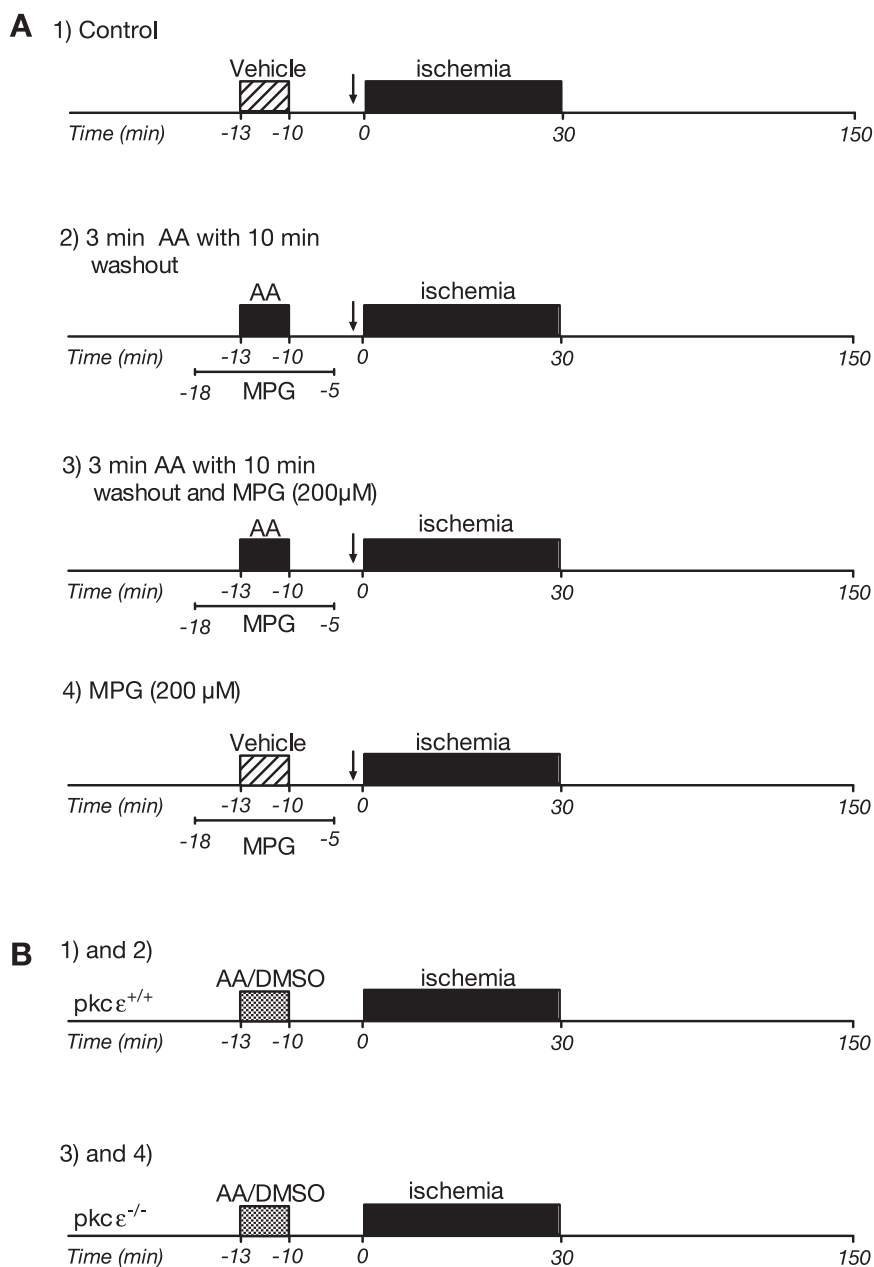 A 1) Control
Vehicle ischemia
Time (min) -13 -10 0 30 150
2) 3 min AA with 10 min
washout
AA ischemia
Time (min) -13 -10 0 30 150
-18 MPG -5
3) 3 min AA with 10 min
washout and MPG (200µM)
AA ischemia
Time (min) -13 -10 0 30 150
-18 MPG -5
4) MPG (200 µM)
Vehicle ischemia
Time (min) -13 -10 0 30 150
-18 MPG -5
B 1) and 2)
AA/DMSO ischemia
pkc ε+/+
Time (min) -13 -10 0 30 150
3) and 4)
AA/DMSO ischemia
pkc ε-/-
Time (min) -13 -10 0 30 150